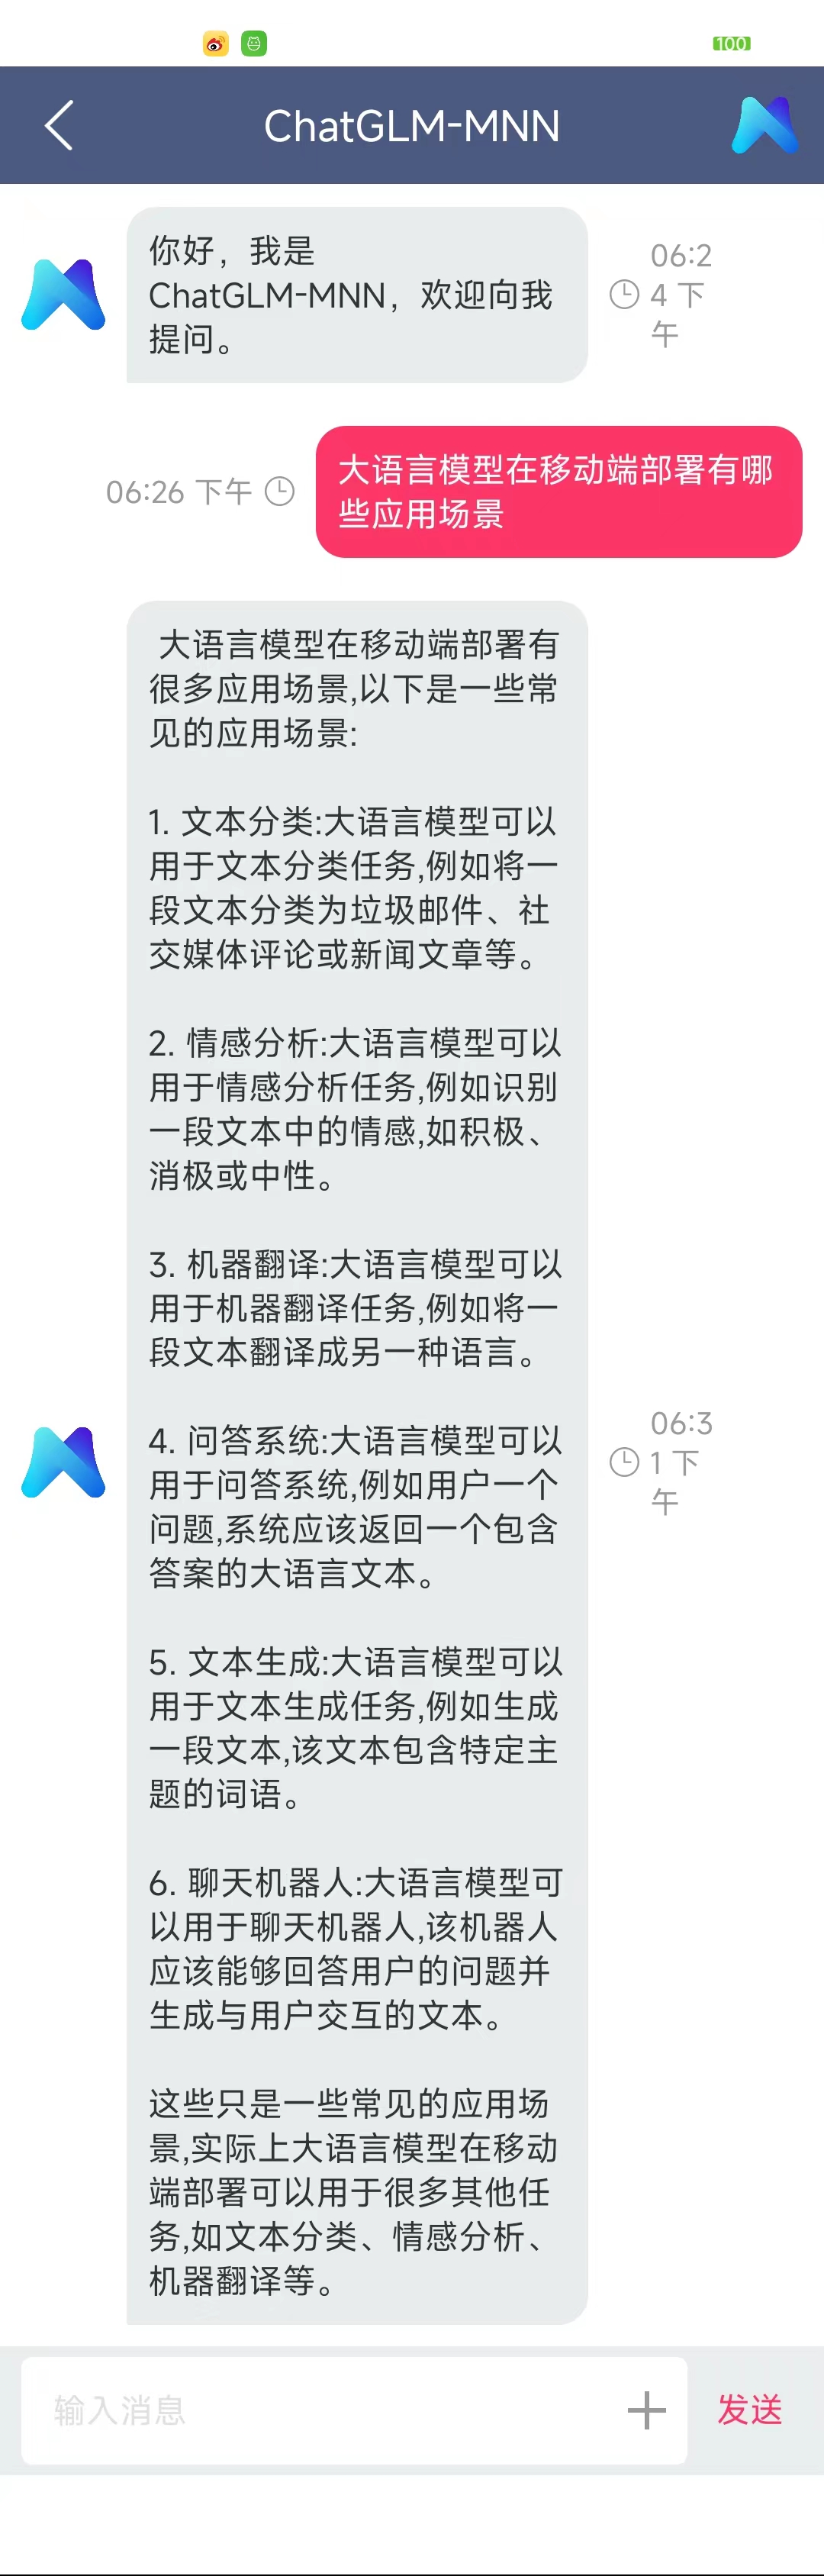 100
ChatGLM-MNN
你好，我是
ChatGLM-MNN，欢迎向我
提问。
06:2
4 下
午
06:26 下午
大语言模型在移动端部署有哪
些应用场景
大语言模型在移动端部署有
很多应用场景,以下是一些常
见的应用场景:
1. 文本分类:大语言模型可以
用于文本分类任务,例如将一
段文本分类为垃圾邮件、社
交媒体评论或新闻文章等。
2. 情感分析:大语言模型可以
用于情感分析任务,例如识别
一段文本中的情感,如积极、
消极或中性。
3. 机器翻译:大语言模型可以
用于机器翻译任务,例如将一
段文本翻译成另一种语言。
4. 问答系统:大语言模型可以
用于问答系统,例如用户一个
问题,系统应该返回一个包含
答案的大语言文本。
5. 文本生成:大语言模型可以
用于文本生成任务,例如生成
一段文本,该文本包含特定主
题的词语。
6. 聊天机器人:大语言模型可
以用于聊天机器人,该机器人
应该能够回答用户的问题并
生成与用户交互的文本。
这些只是一些常见的应用场
景,实际上大语言模型在移动
端部署可以用于很多其他任
务,如文本分类、情感分析、
机器翻译等。
06:3
1 下
午
输入消息
发送